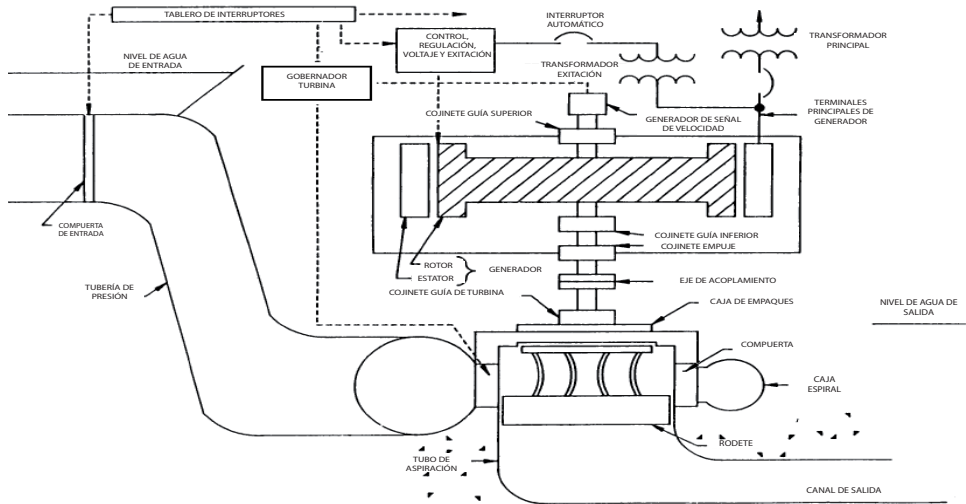 TABLERO DE INTERRUPTORES
INTERRUPTOR
AUTOMÁTICO
CONTROL,
REGULACIÓN,
VOLTAJE Y EXITACIÓN
TRANSFORMADOR
PRINCIPAL
NIVEL DE AGUA
DE ENTRADA
GOBERNADOR
TURBINA
TRANSFORMADOR
EXITACIÓN
COJINETE GUÍA SUPERIOR
GENERADOR DE SEÑAL
DE VELOCIDAD
TERMINALES
PRINCIPALES DE
GENERADOR
COMPUERTA
DE ENTRADA
COJINETE GUÍA INFERIOR
COJINETE EMPUJE
ROTOR
ESTATOR
GENERADOR
TUBERÍA DE
PRESIÓN
COJINETE GUÍA DE TURBINA
EJE DE ACOPLAMIENTO
CAJA DE EMPAQUES
NIVEL DE AGUA DE
SALIDA
COMPUERTA
CAJA
ESPIRAL
RODETE
TUBO DE
ASPIRACIÓN
CANAL DE SALIDA